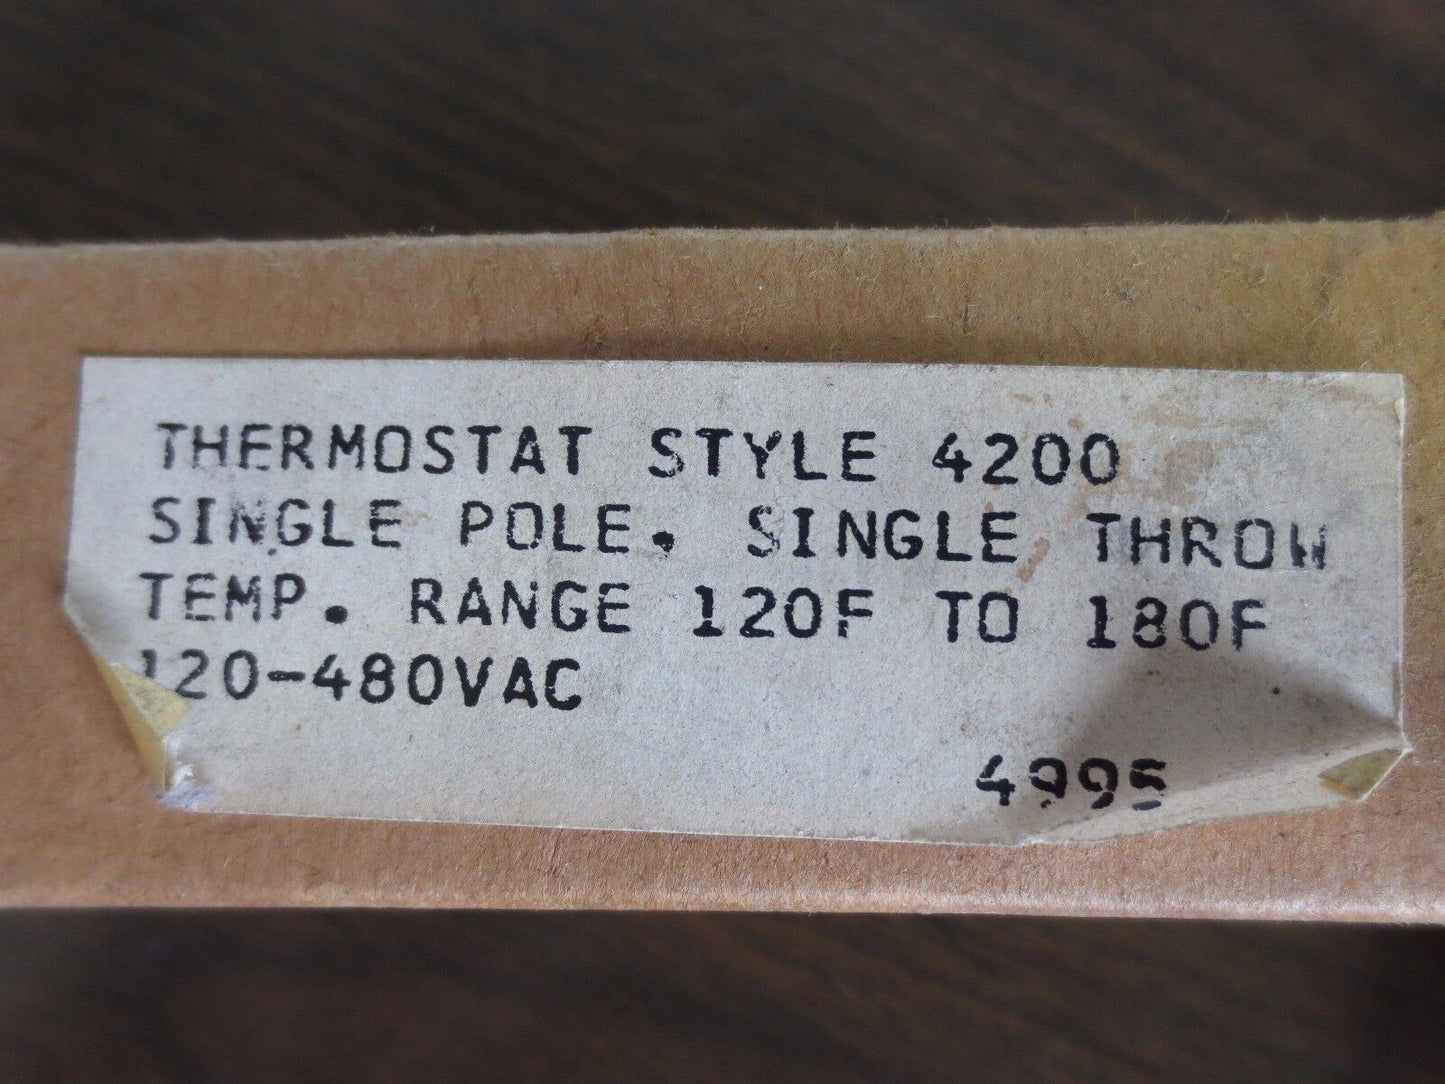 THERMOSTAT STYLE 4200
SINGLE POLE. SINGLE THROW
TEMP. RANGE 120F TO 180F
120-480VAC
4995